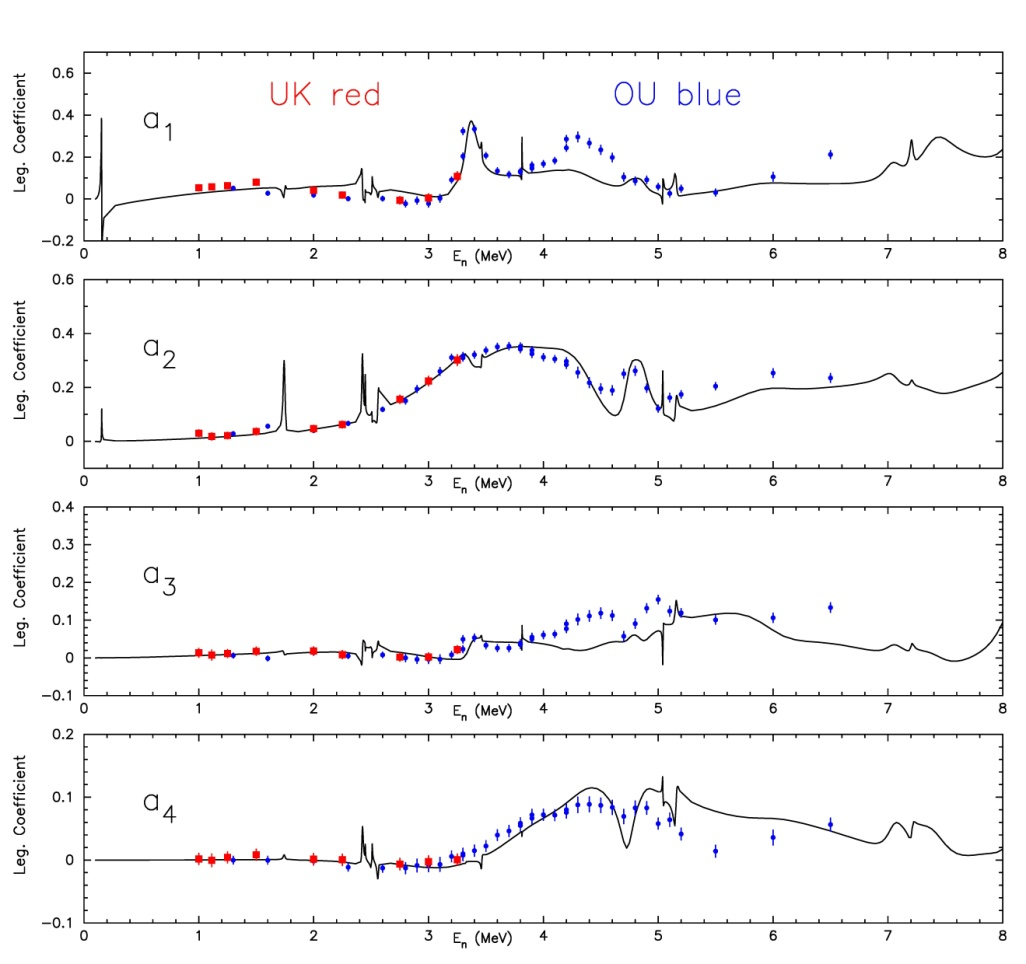 0.6
0.4
0.2
0
−0.2
Leg. Coefficient
UK red
OU blue
a1
0 1 2 3 4 5 6 7 8
En (MeV)
0.6
0.4
0.2
0
Leg. Coefficient
a2
0 1 2 3 4 5 6 7 8
En (MeV)
0.4
0.3
0.2
0.1
0
−0.1
Leg. Coefficient
a3
0 1 2 3 4 5 6 7 8
En (MeV)
0.2
0.1
0
−0.1
Leg. Coefficient
a4
0 1 2 3 4 5 6 7 8
En (MeV)